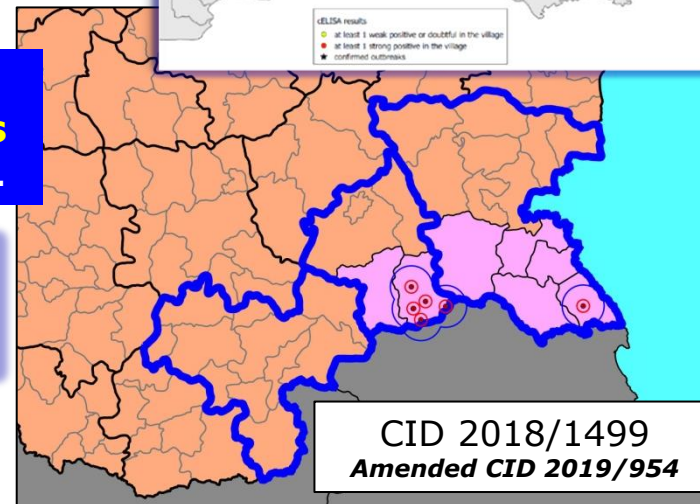 cELISA results
at least 1 weak positive or doubtful in the village
at least 1 strong positive in the village
confirmed outbreaks
s
.
CID 2018/1499
Amended CID 2019/954